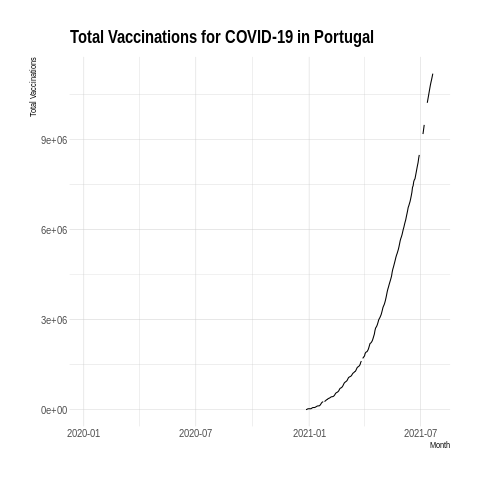 Total Vaccinations for COVID-19 in Portugal
Total Vaccinations
9e+06
6e+06
3e+06
0e+00
2020-01
2020-07
2021-01
2021-07
Month